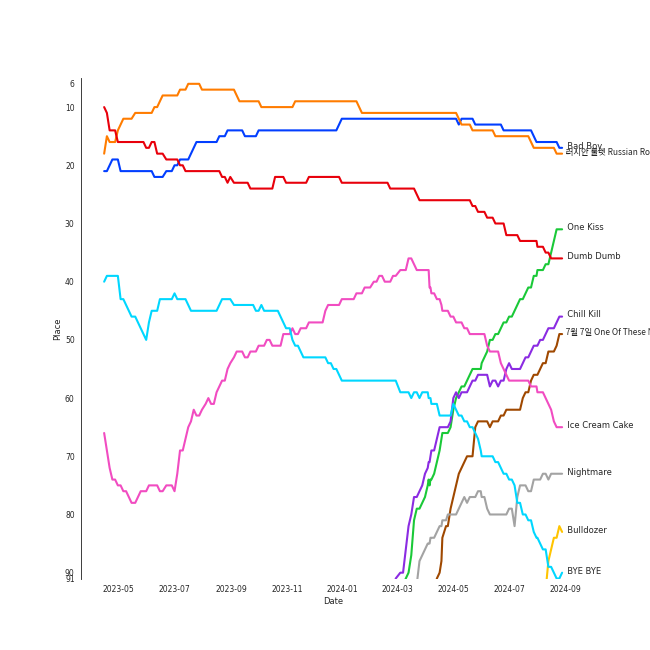 6
10
20
30
40
50
60
70
80
90
91
Place
2023-05
2023-07
2023-09
2023-11
2024-01
2024-03
2024-05
2024-07
2024-09
Date
Bad Boy
러시안 룰렛 Russian Ro
One Kiss
Dumb Dumb
Chill Kill
7월 7일 One Of These
Ice Cream Cake
Nightmare
Bulldozer
BYE BYE